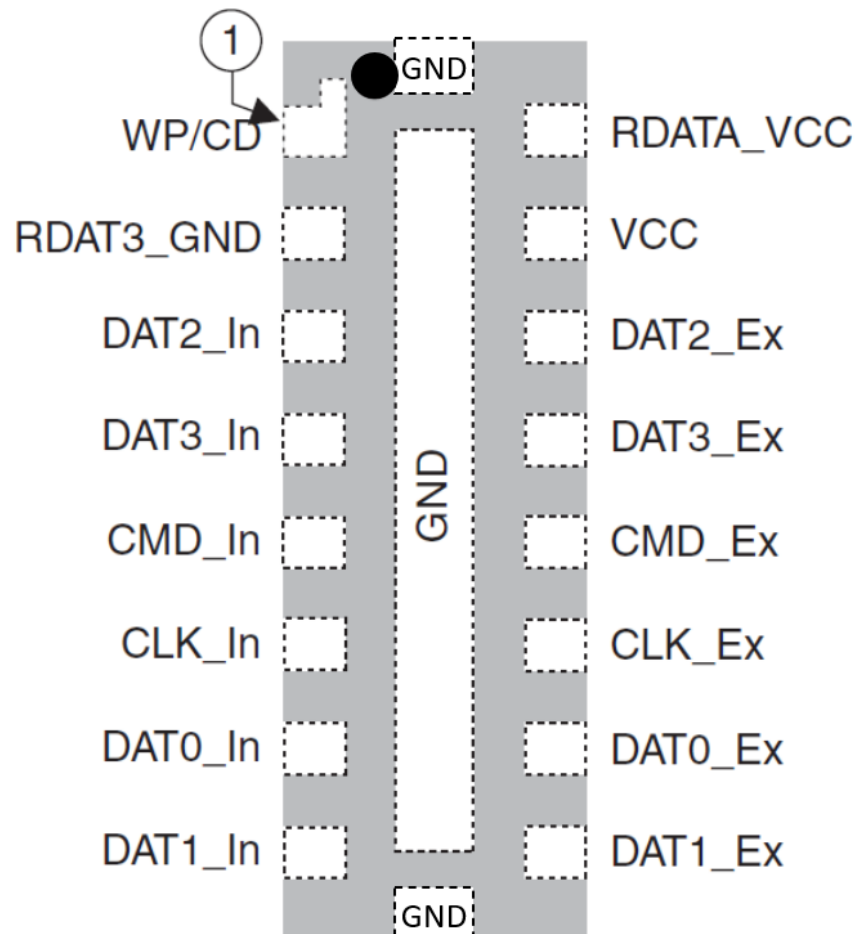 1
GND
WP/CD
RDATA_VCC
RDAT3_GND
VCC
DAT2_In
DAT2_Ex
DAT3_In
DAT3_Ex
GND
CMD_In
CMD_Ex
CLK_In
CLK_Ex
DAT0_In
DAT0_Ex
DAT1_In
DAT1_Ex
GND